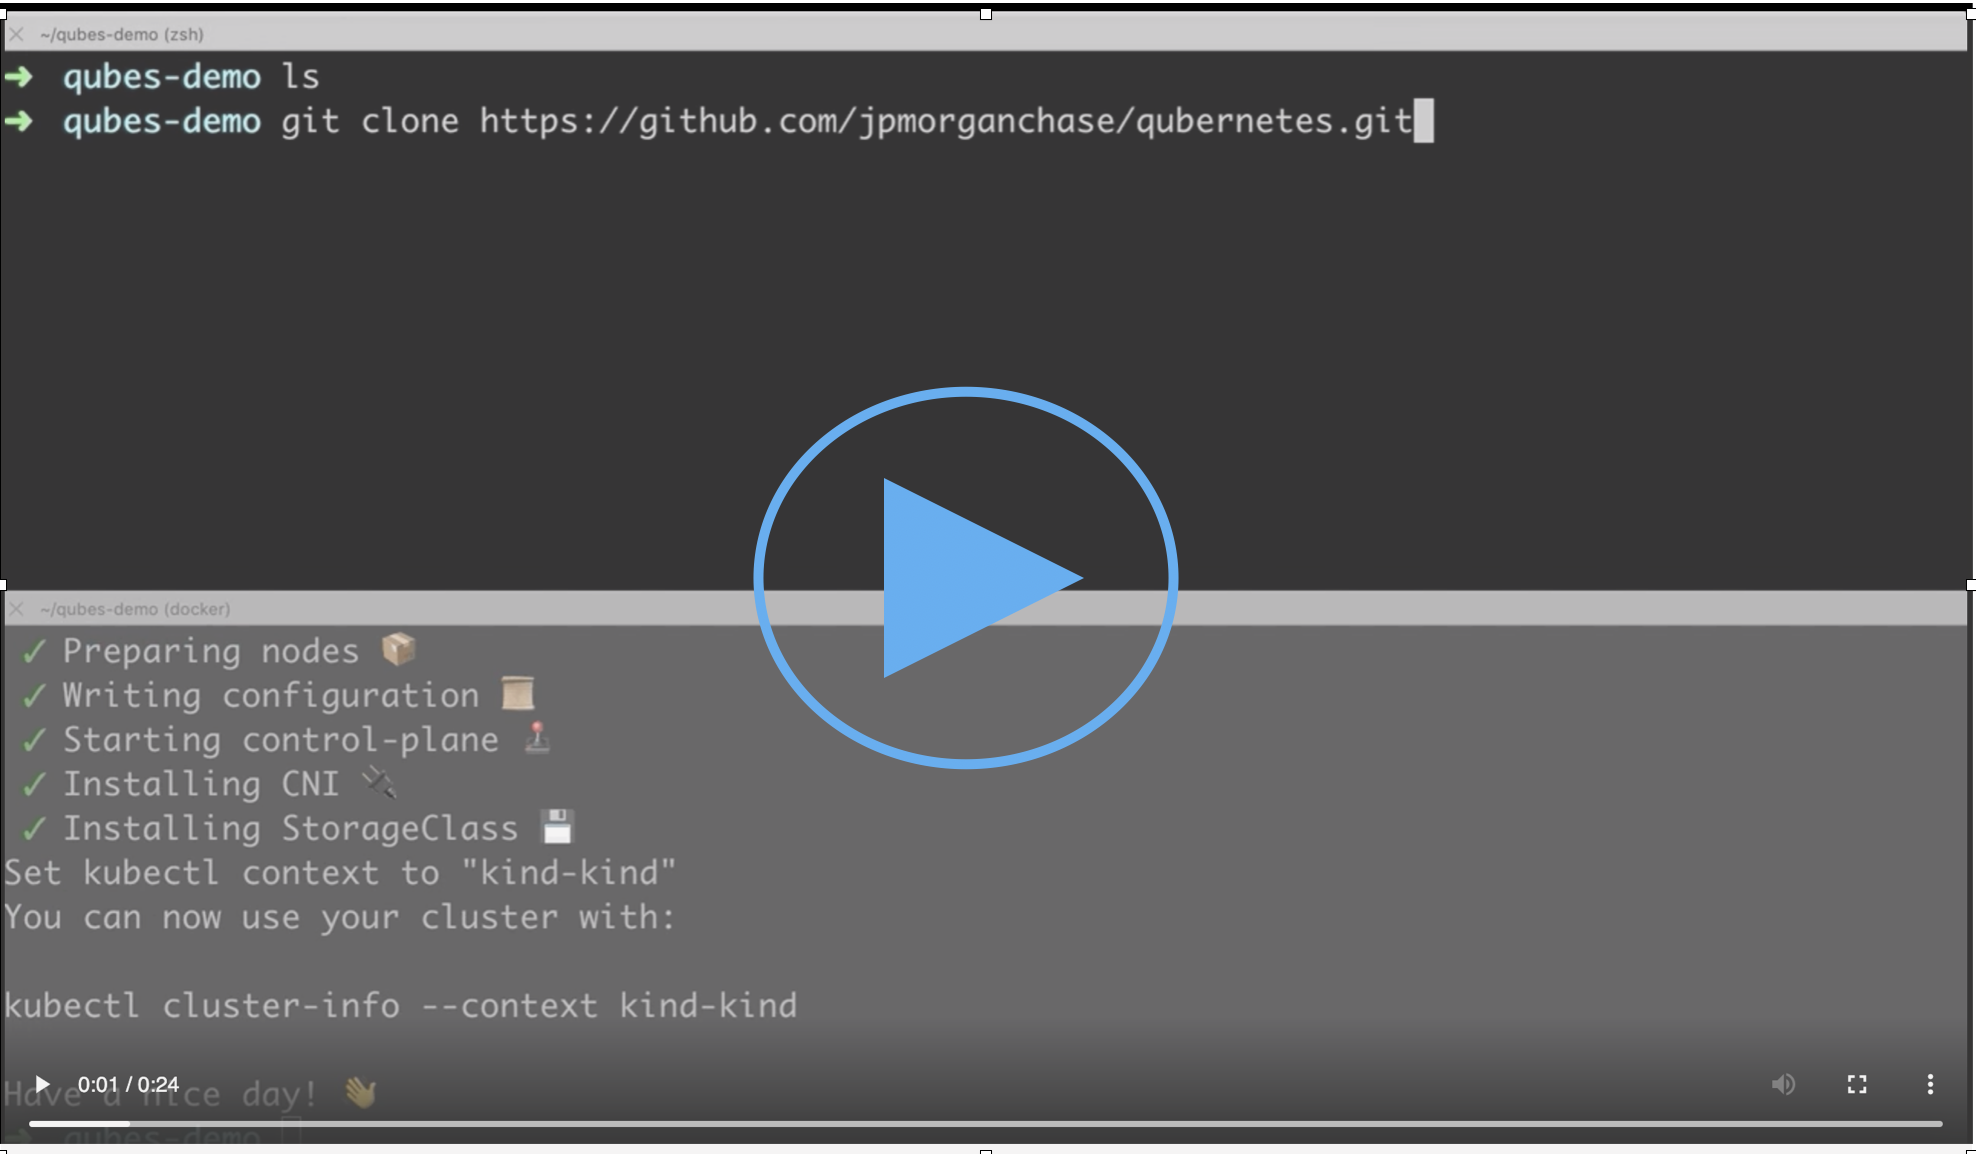 ~/qubes-demo (zsh)
➜ qubes-demo ls
➜ qubes-demo git clone https://github.com/jpmorganchase/qubernetes.git
~/qubes-demo (docker)
✓ Preparing nodes 📦
✓ Writing configuration 📜
✓ Starting control-plane 🕹️
✓ Installing CNI 🔌
✓ Installing StorageClass 💾
Set kubectl context to "kind-kind"
You can now use your cluster with:
kubectl cluster-info --context kind-kind
Have a nice day! 👋
0:01 / 0:24
➜ qubes-demo